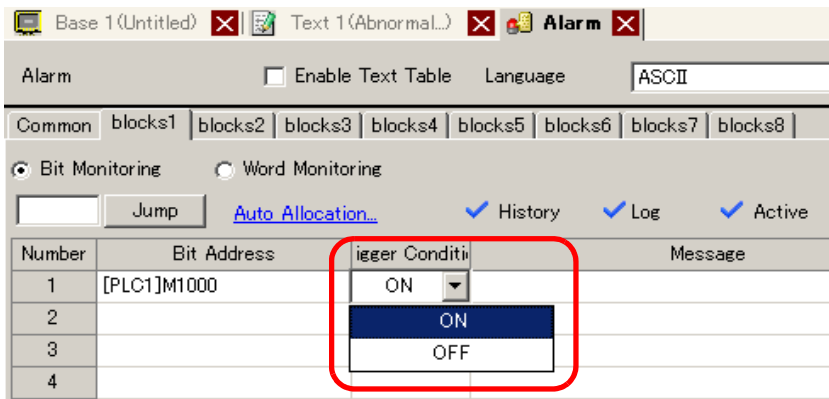 Base 1(Untitled) Text 1(Abnormal...) Alarm
Alarm Enable Text Table Language ASCII
Common blocks1 blocks2 blocks3 blocks4 blocks5 blocks6 blocks7 blocks8
Bit Monitoring Word Monitoring
Jump Auto Allocation... History Log Active
Number Bit Address igger Conditi Message
1 [PLC1]M1000 ON
2 ON
3 OFF
4